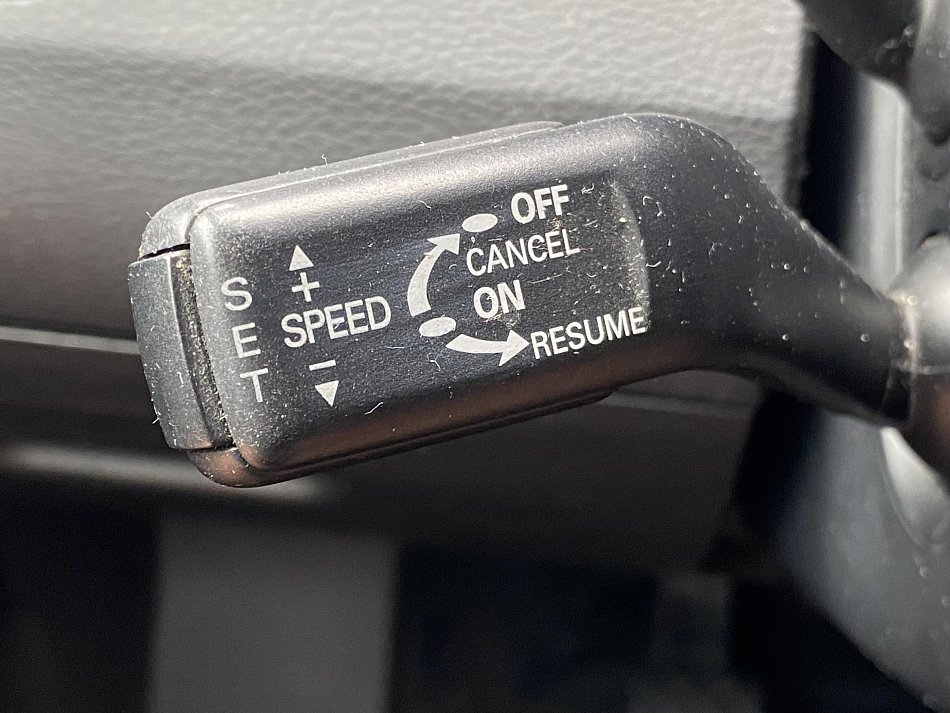 SET
+
SPEED
−
OFF
CANCEL
ON
RESUME